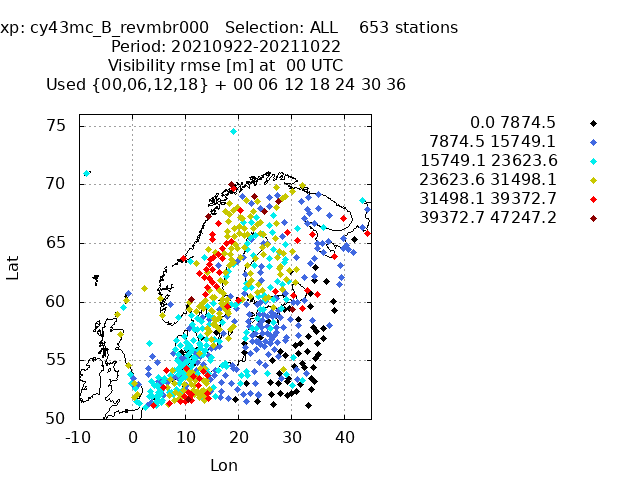 xp: cy43mc_B_revmbr000 Selection: ALL 653 stations
Period: 20210922-20211022
Visibility rmse [m] at 00 UTC
Used {00,06,12,18} + 00 06 12 18 24 30 36
0.0 7874.5
7874.5 15749.1
15749.1 23623.6
23623.6 31498.1
31498.1 39372.7
39372.7 47247.2
75
70
65
60
55
50
Lat
-10 0 10 20 30 40
Lon